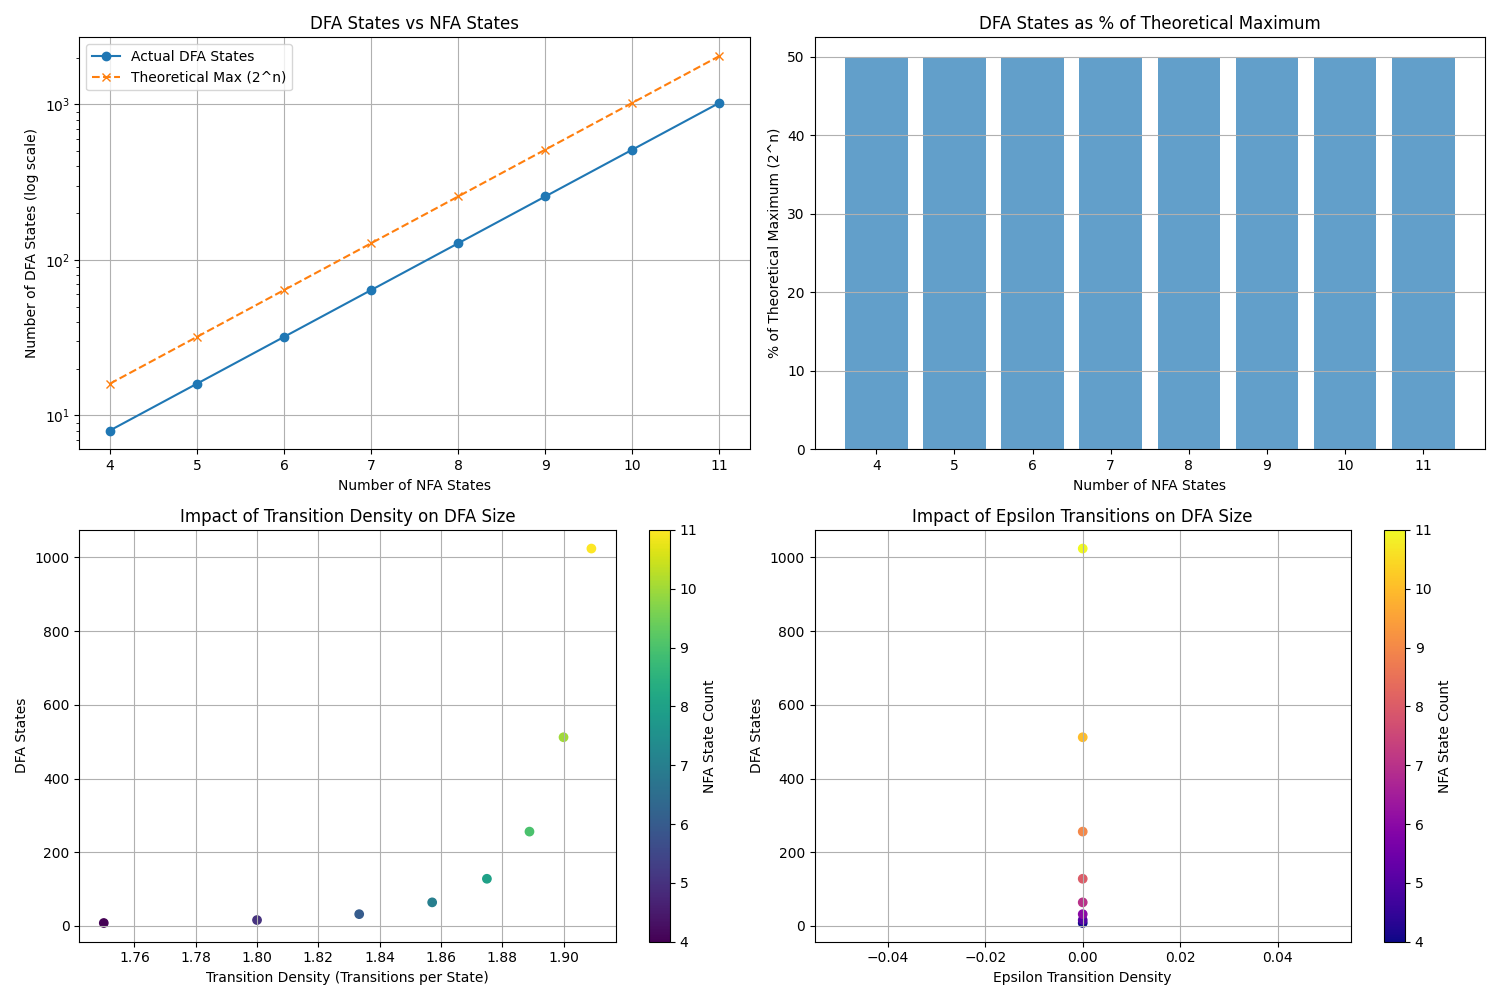 DFA States vs NFA States
Actual DFA States
Theoretical Max (2^n)
Number of DFA States (log scale)
10^3
10^2
10^1
4 5 6 7 8 9 10 11
Number of NFA States
DFA States as % of Theoretical Maximum
% of Theoretical Maximum (2^n)
50
40
30
20
10
0
4 5 6 7 8 9 10 11
Number of NFA States
Impact of Transition Density on DFA Size
DFA States
1000
800
600
400
200
0
1.76 1.78 1.80 1.82 1.84 1.86 1.88 1.90
Transition Density (Transitions per State)
11
10
9
8
7
6
5
4
NFA State Count
Impact of Epsilon Transitions on DFA Size
DFA States
1000
800
600
400
200
0
−0.04 −0.02 0.00 0.02 0.04
Epsilon Transition Density
11
10
9
8
7
6
5
4
NFA State Count